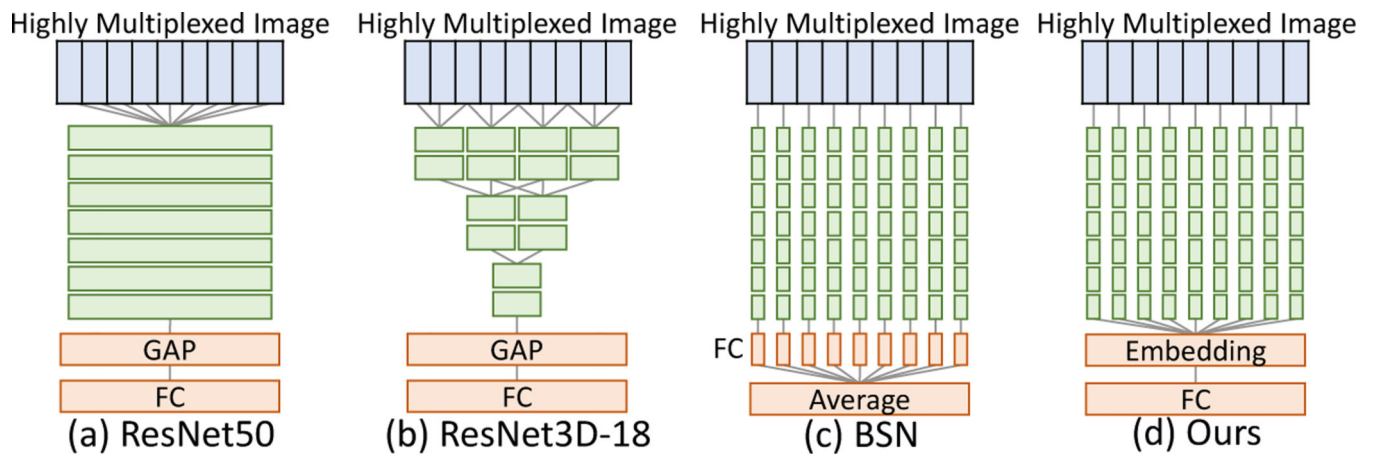 Highly Multiplexed Image Highly Multiplexed Image Highly Multiplexed Image Highly Multiplexed Image
GAP GAP FC Embedding
FC FC Average FC
(a) ResNet50 (b) ResNet3D-18 (c) BSN (d) Ours